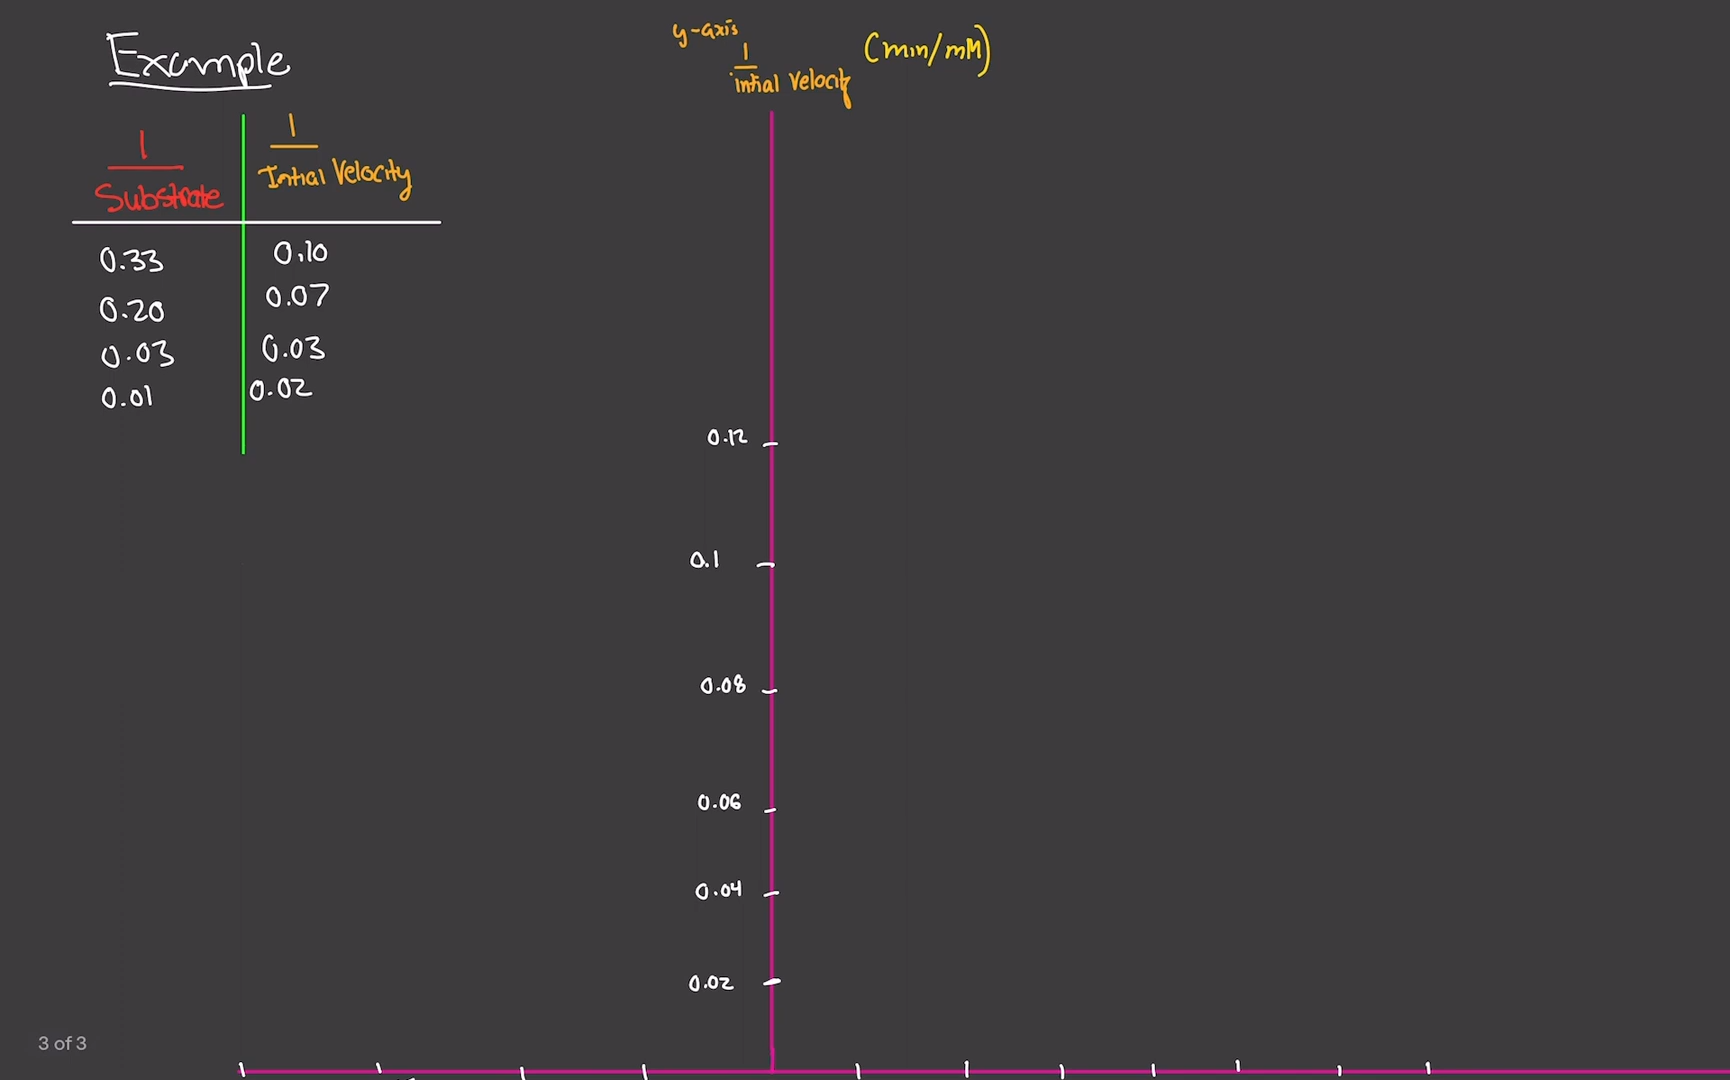 Example
1
Substrate
1
Intial Velocity
0.33 0.10
0.20 0.07
0.03 0.03
0.01 0.02
y-axis
1
intial Velocity
(min/mM)
0.12
0.1
0.08
0.06
0.04
0.02
3 of 3